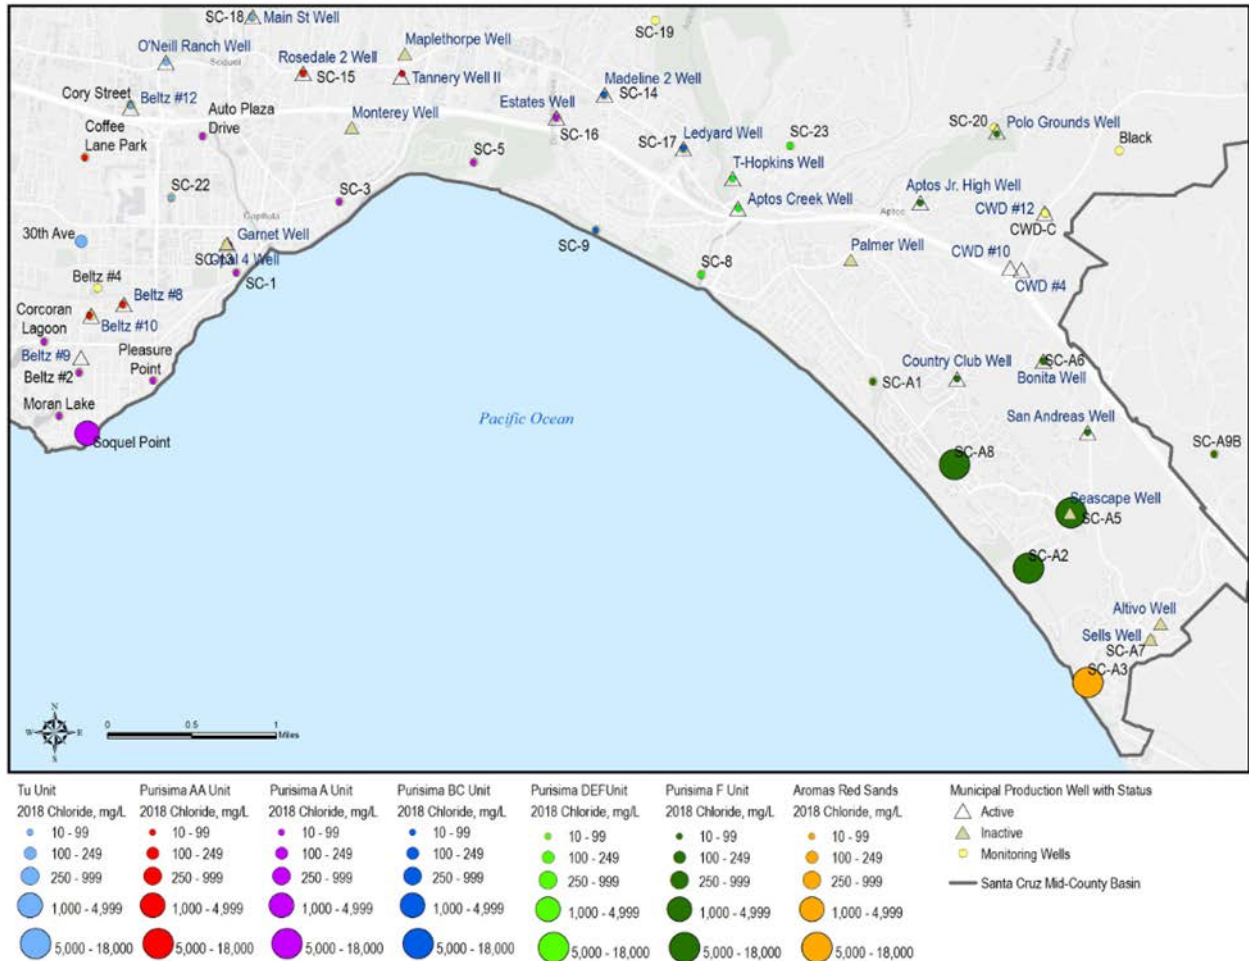 SC-18
Main St Well
SC-19
O'Neill Ranch Well
Soquel
Maplethorpe Well
Rosedale 2 Well
SC-15
Tannery Well II
Madeline 2 Well
SC-14
Cory Street
Beltz #12
Auto Plaza
Drive
Coffee
Lane Park
Monterey Well
Estates Well
SC-16
SC-5
SC-17
Ledyard Well
SC-23
SC-20
Polo Grounds Well
Black
T-Hopkins Well
SC-22
SC-3
Capitola
Aptos Creek Well
Aptos Jr. High Well
Aptos
CWD #12
CWD-C
30th Ave
Garnet Well
SC-13
Opal 4 Well
SC-1
SC-9
SC-8
Palmer Well
CWD #10
CWD #4
Beltz #4
Beltz #8
Corcoran
Lagoon
Beltz #10
Beltz #9
Beltz #2
Pleasure
Point
Moran Lake
Soquel Point
Pacific Ocean
SC-A1
Country Club Well
SC-A6
Bonita Well
San Andreas Well
SC-A9B
SC-A8
Seascape Well
SC-A5
SC-A2
Altivo Well
Sells Well
SC-A7
SC-A3
N
W E
S
0 0.5 1
Miles
Tu Unit
2018 Chloride, mg/L
10 - 99
100 - 249
250 - 999
1,000 - 4,999
5,000 - 18,000
Purisima AA Unit
2018 Chloride, mg/L
10 - 99
100 - 249
250 - 999
1,000 - 4,999
5,000 - 18,000
Purisima A Unit
2018 Chloride, mg/L
10 - 99
100 - 249
250 - 999
1,000 - 4,999
5,000 - 18,000
Purisima BC Unit
2018 Chloride, mg/L
10 - 99
100 - 249
250 - 999
1,000 - 4,999
5,000 - 18,000
Purisima DEFUnit
2018 Chloride, mg/L
10 - 99
100 - 249
250 - 999
1,000 - 4,999
5,000 - 18,000
Purisima F Unit
2018 Chloride, mg/L
10 - 99
100 - 249
250 - 999
1,000 - 4,999
5,000 - 18,000
Aromas Red Sands
2018 Chloride, mg/L
10 - 99
100 - 249
250 - 999
1,000 - 4,999
5,000 - 18,000
Municipal Production Well with Status
Active
Inactive
Monitoring Wells
Santa Cruz Mid-County Basin